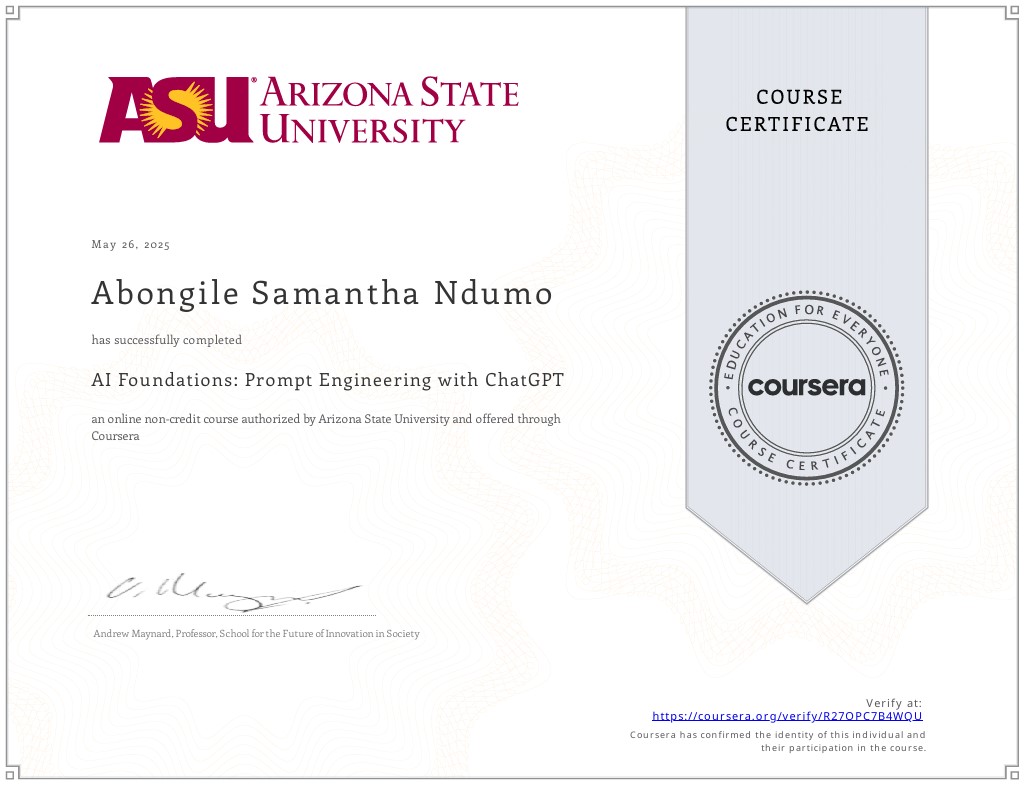 ASU® ARIZONA STATE
UNIVERSITY
COURSE
CERTIFICATE
May 26, 2025
Abongile Samantha Ndumo
has successfully completed
AI Foundations: Prompt Engineering with ChatGPT
an online non-credit course authorized by Arizona State University and offered through
Coursera
EDUCATION FOR EVERYONE
coursera
COURSE CERTIFICATE
Andrew Maynard, Professor, School for the Future of Innovation in Society
Verify at:
https://coursera.org/verify/R27OPC7B4WQU
Coursera has confirmed the identity of this individual and
their participation in the course.